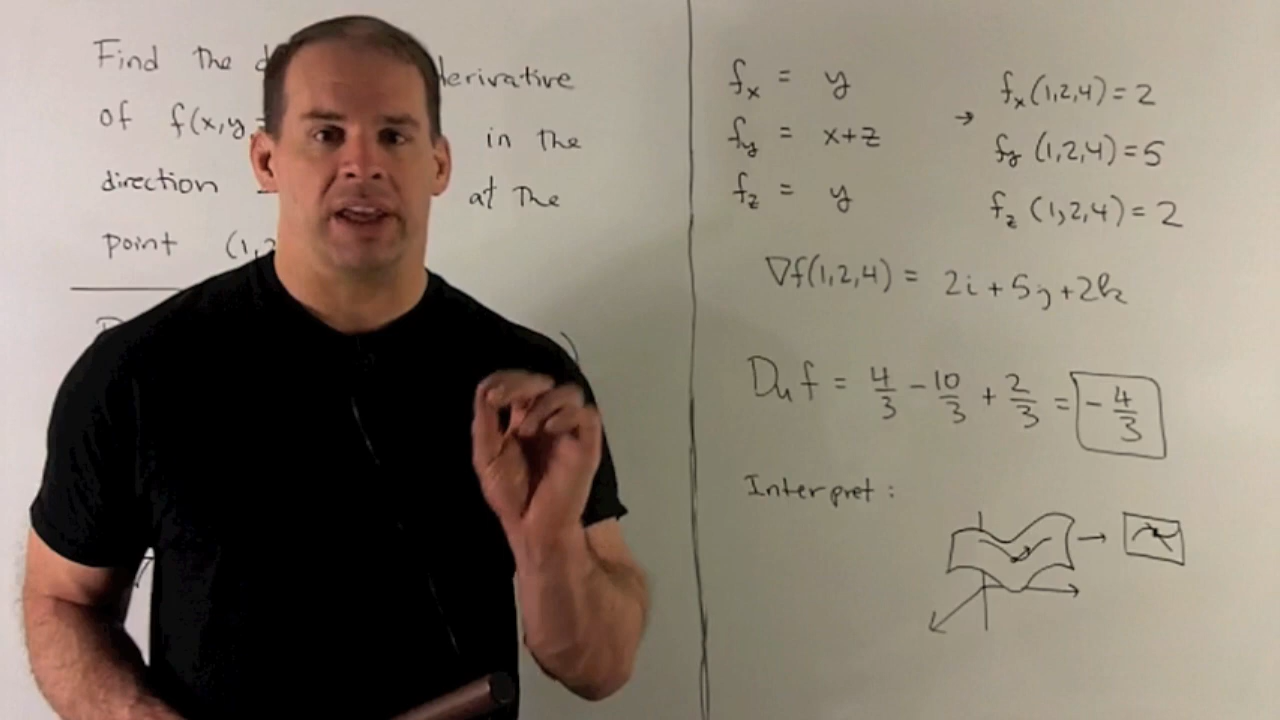 Find the derivative
of f(x,y, in the
direction at the
point (1,2
fx = y
fy = x+z
fz = y
→ fx(1,2,4) = 2
fy (1,2,4) = 5
fz (1,2,4) = 2
∇f(1,2,4) = 2i + 5j + 2k
Duf = 4/3 - 10/3 + 2/3 = -4/3
Interpret :